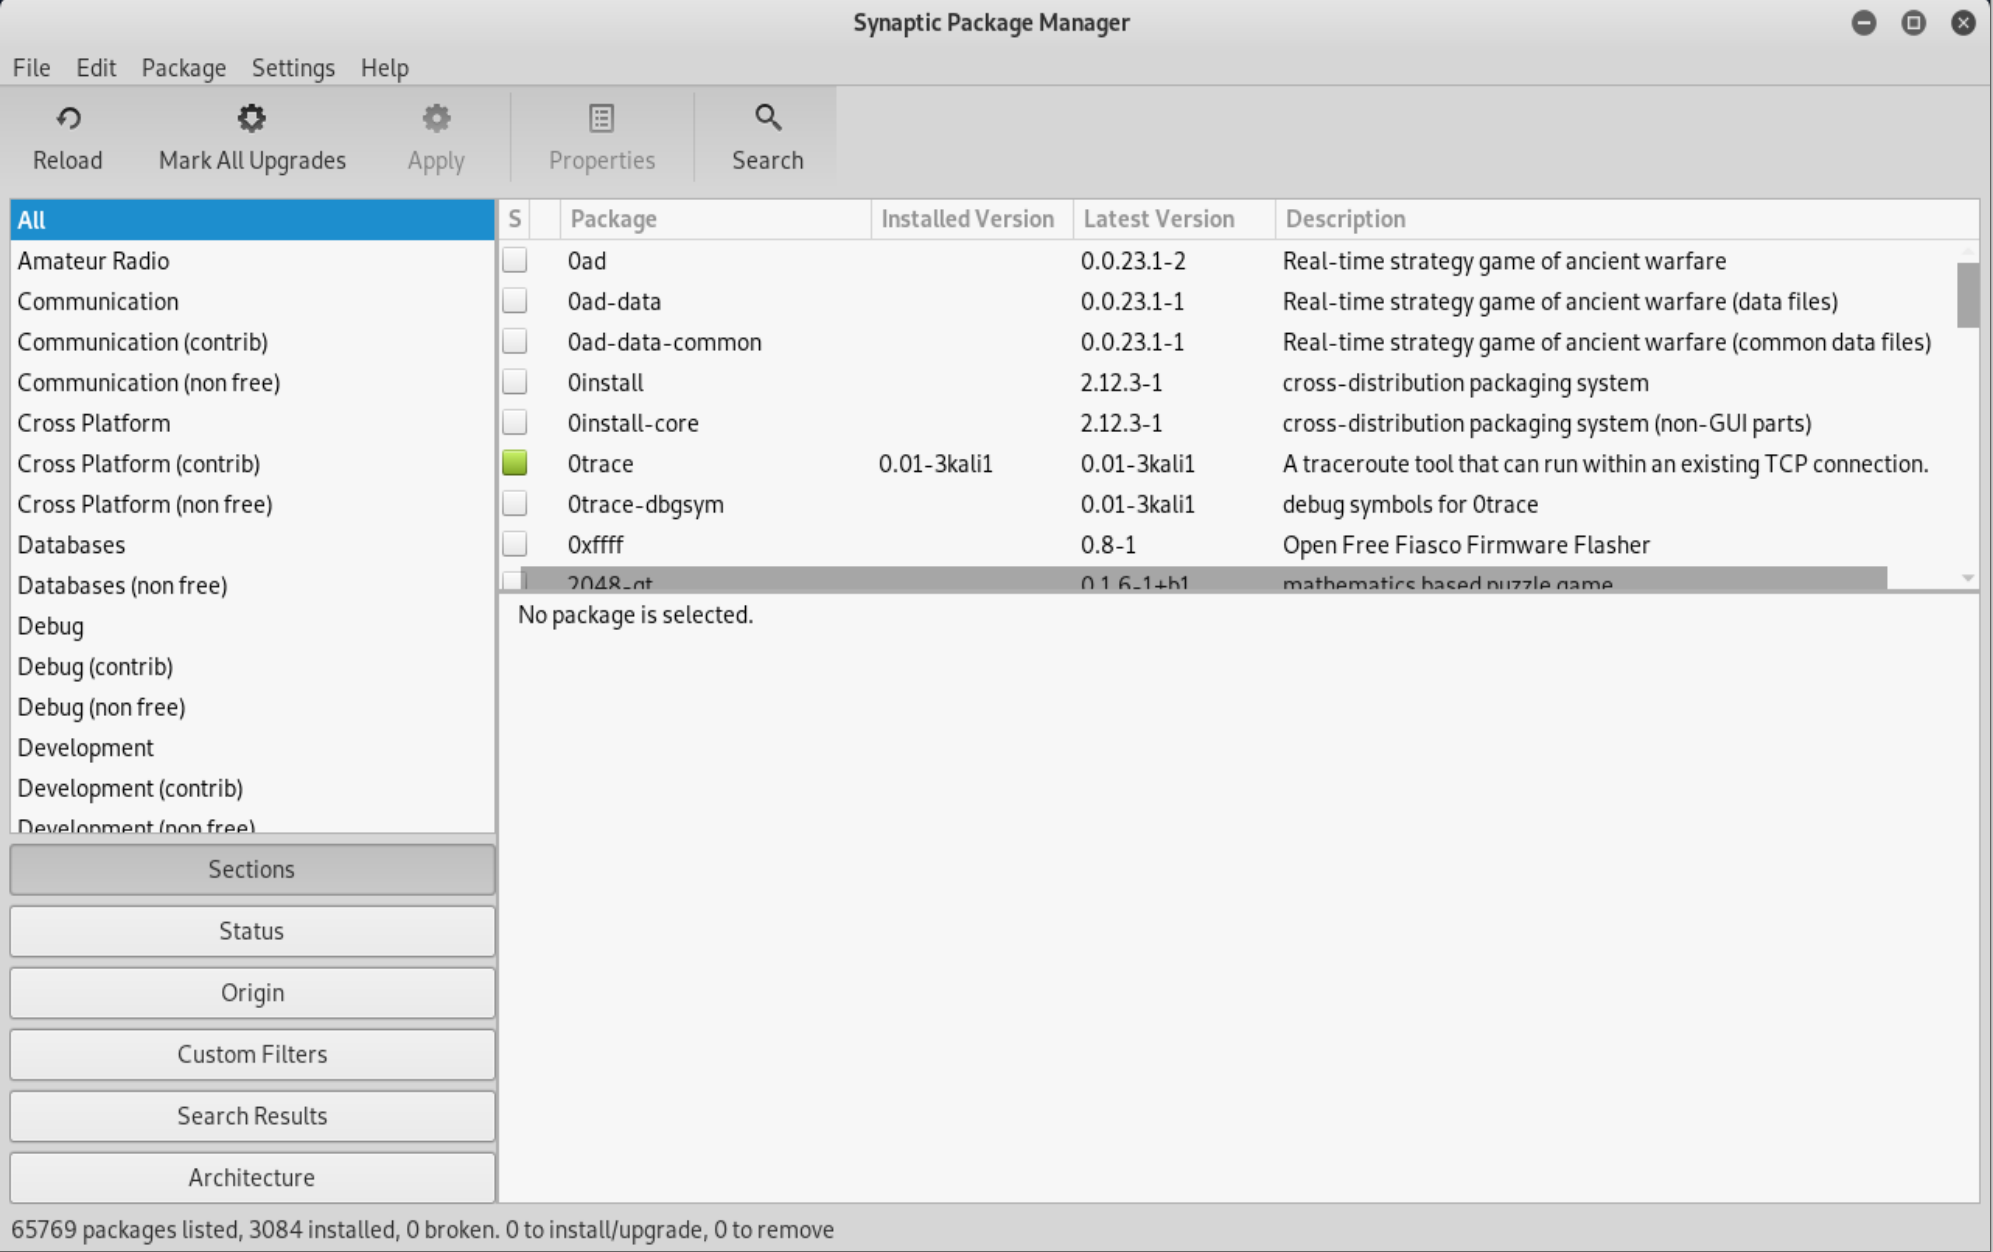 Synaptic Package Manager
File Edit Package Settings Help
Reload Mark All Upgrades Apply Properties Search
All
Amateur Radio
Communication
Communication (contrib)
Communication (non free)
Cross Platform
Cross Platform (contrib)
Cross Platform (non free)
Databases
Databases (non free)
Debug
Debug (contrib)
Debug (non free)
Development
Development (contrib)
Development (non free)
Sections
Status
Origin
Custom Filters
Search Results
Architecture
S Package Installed Version Latest Version Description
0ad 0.0.23.1-2 Real-time strategy game of ancient warfare
0ad-data 0.0.23.1-1 Real-time strategy game of ancient warfare (data files)
0ad-data-common 0.0.23.1-1 Real-time strategy game of ancient warfare (common data files)
0install 2.12.3-1 cross-distribution packaging system
0install-core 2.12.3-1 cross-distribution packaging system (non-GUI parts)
0trace 0.01-3kali1 0.01-3kali1 A traceroute tool that can run within an existing TCP connection.
0trace-dbgsym 0.01-3kali1 debug symbols for 0trace
0xffff 0.8-1 Open Free Fiasco Firmware Flasher
2048-qt 0.1.6-1+b1 mathematics based puzzle game
No package is selected.
65769 packages listed, 3084 installed, 0 broken. 0 to install/upgrade, 0 to remove